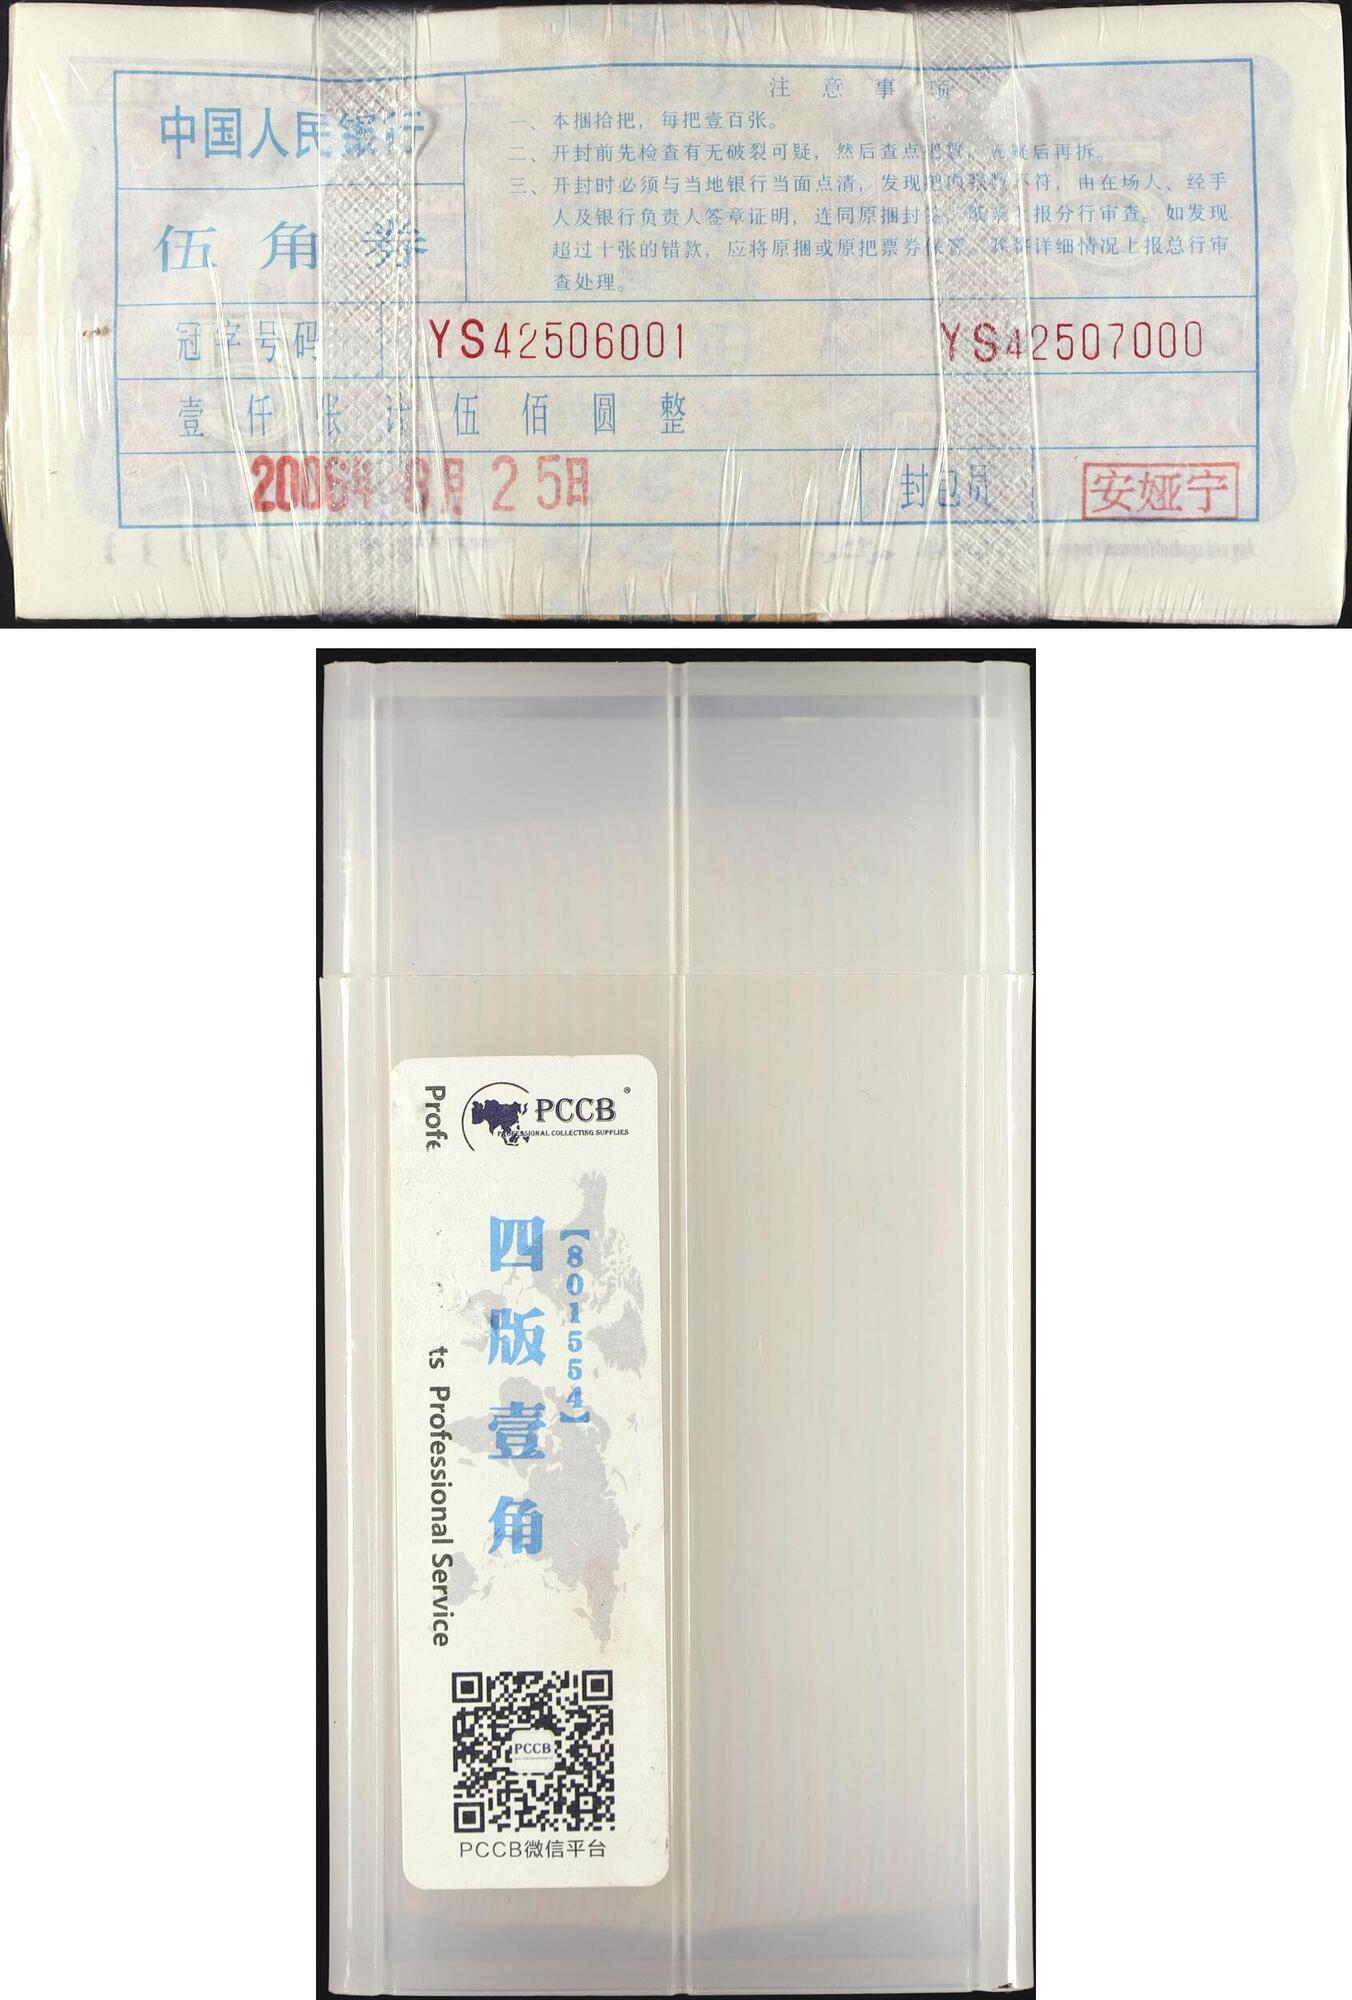 中国人民银行
伍角券
注意事项
一、本捆拾把，每把壹百张。
二、开封前先检查有无破裂可疑，然后查点把数，无疑后再拆。
三、开封时必须与当地银行当面点清，发现把内张数不符，由在场人、经手
人及银行负责人签章证明，连同原捆封签、纸条上报分行审查。如发现
超过十张的错款，应将原捆或原把票券保管，并将详细情况上报总行审
查处理。
冠字号码 YS42506001 YS42507000
壹仟张计伍佰圆整
2006年8月25日 封包员 安娅宁
PCCB®
PROFESSIONAL COLLECTING SUPPLIES
【801554】
四版壹角
Profe
ts Professional Service
PCCB
PCCB微信平台